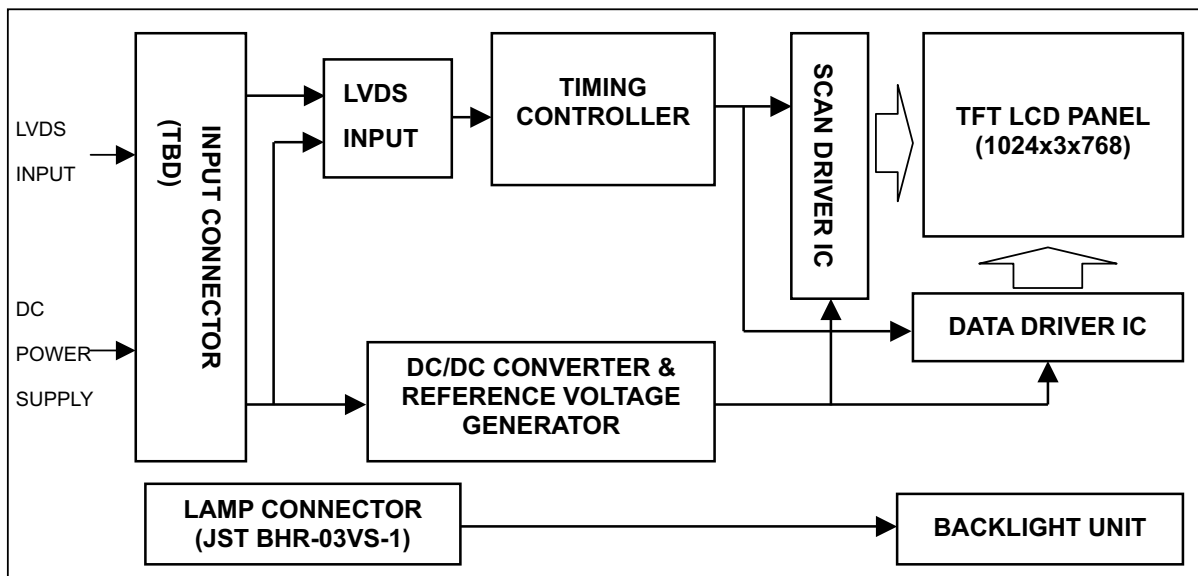 LVDS
INPUT
DC
POWER
SUPPLY
INPUT CONNECTOR
(TBD)
LVDS
INPUT
TIMING
CONTROLLER
SCAN DRIVER IC
TFT LCD PANEL
(1024x3x768)
DATA DRIVER IC
DC/DC CONVERTER &
REFERENCE VOLTAGE
GENERATOR
LAMP CONNECTOR
(JST BHR-03VS-1)
BACKLIGHT UNIT